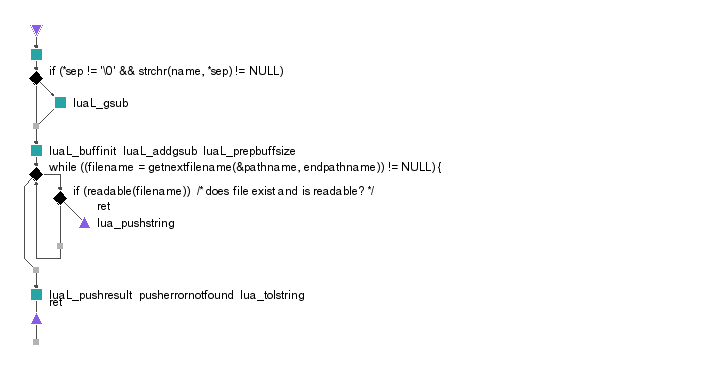 if (*sep != '\0' && strchr(name, *sep) != NULL)
luaL_gsub
luaL_buffinit luaL_addgsub luaL_prepbuffsize
while ((filename = getnextfilename(&pathname, endpathname)) != NULL) {
if (readable(filename)) /* does file exist and is readable? */
ret
lua_pushstring
luaL_pushresult pusherrornotfound lua_tolstring
ret